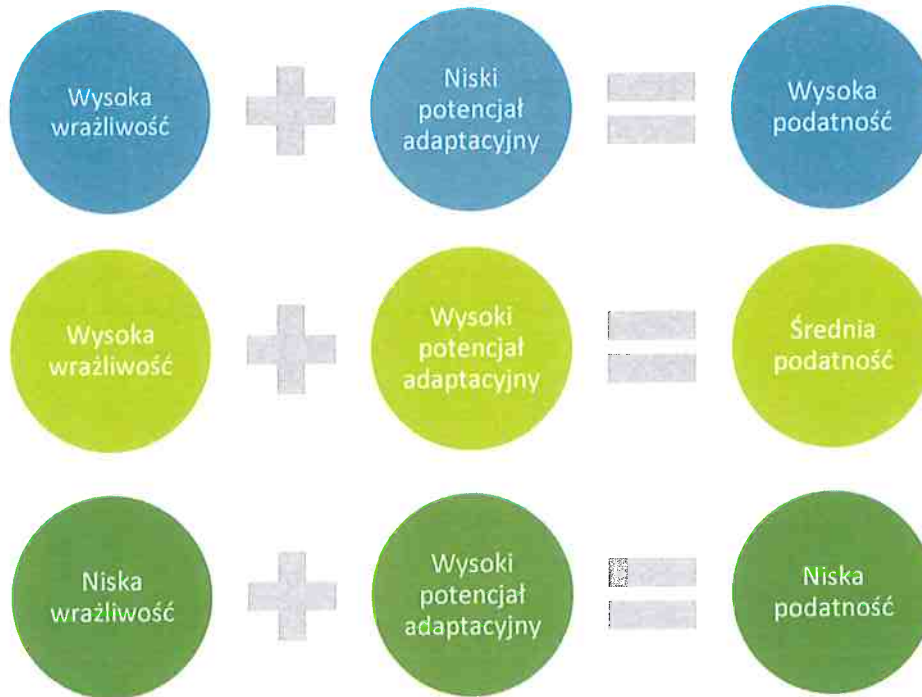 Wysoka
wrażliwość
Niski
potencjał
adaptacyjny
Wysoka
podatność
Wysoka
wrażliwość
Wysoki
potencjał
adaptacyjny
Średnia
podatność
Niska
wrażliwość
Wysoki
potencjał
adaptacyjny
Niska
podatność